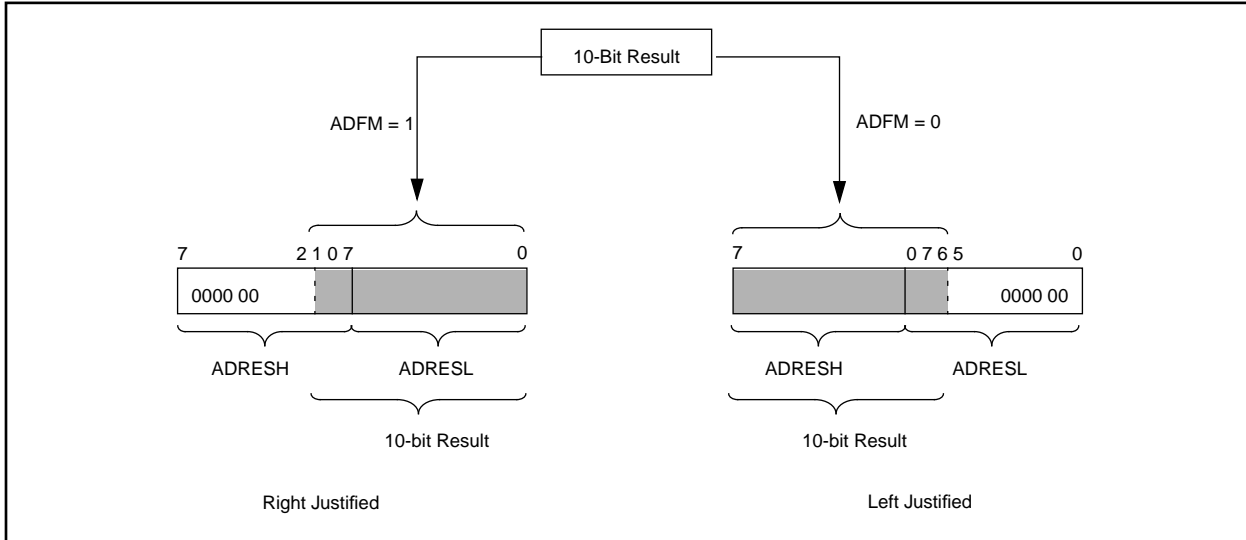 10-Bit Result
ADFM = 1
ADFM = 0
7 2 1 0 7 0
7 0 7 6 5 0
0000 00
0000 00
ADRESH ADRESL
ADRESH ADRESL
10-bit Result
10-bit Result
Right Justified
Left Justified